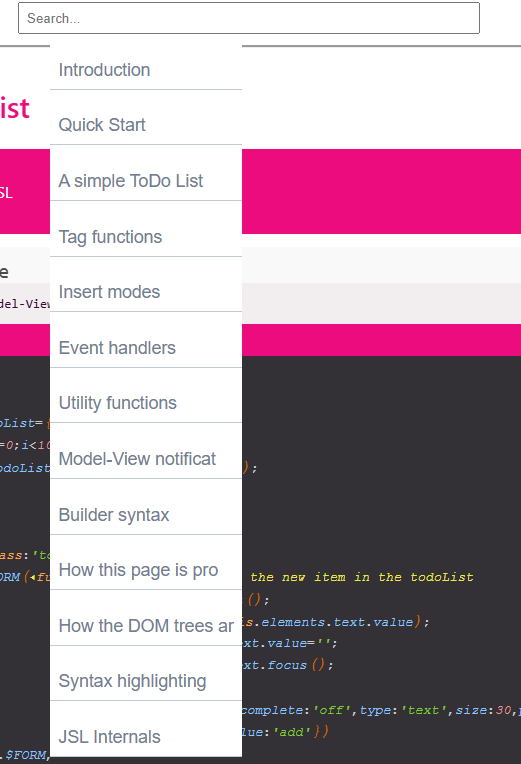 Search...
Introduction
ist
Quick Start
A simple ToDo List
SL
Tag functions
e
Insert modes
del-View
Event handlers
Utility functions
oList=
=0;i<10
Model-View notificat
odoList );
Builder syntax
ass:'to
How this page is pro
ORM(◂fu the new item in the todoList
();
How the DOM trees ar
s.elements.text.value);
xt.value='';
xt.focus();
Syntax highlighting
complete:'off',type:'text',size:30,
lue:'add'})
JSL Internals
.$FORM,